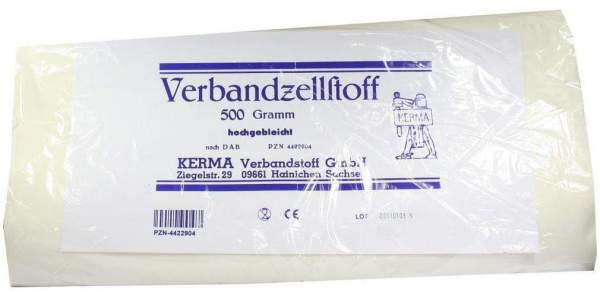 Verbandzellſtoff
500 Gramm
hochgebleicht
nach DAB PZN 4422904
KERMA
KERMA Verbandstoff GmbH
Ziegelstr. 29 09661 Hainichen Sachsen
LOT
PZN-4422904
CE